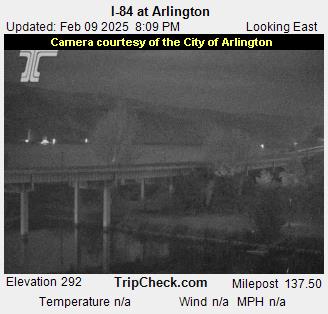 I-84 at Arlington
Updated: Feb 09 2025 8:09 PM Looking East
Camera courtesy of the City of Arlington
Elevation 292 TripCheck.com Milepost 137.50
Temperature n/a Wind n/a MPH n/a